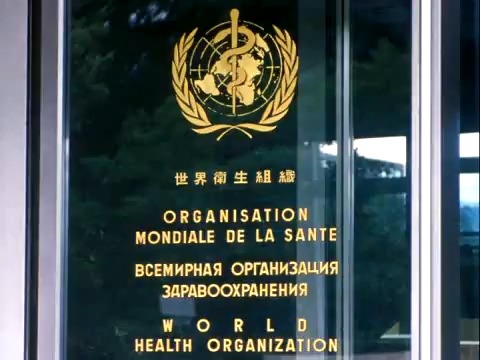 世界衛生組織
ORGANISATION
MONDIALE DE LA SANTE
ВСЕМИРНАЯ ОРГАНИЗАЦИЯ
ЗДРАВООХРАНЕНИЯ
WORLD
HEALTH ORGANIZATION